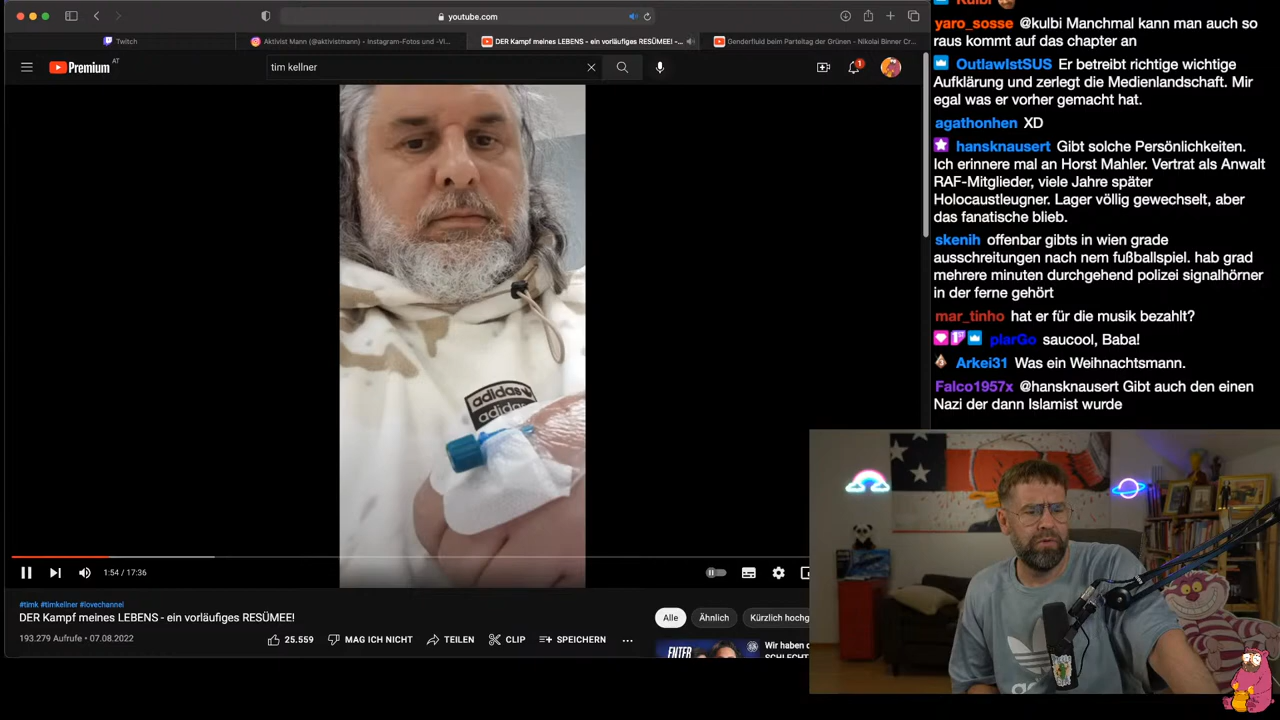 youtube.com
Twitch
Aktivist Mann (@aktivistmann) - Instagram-Fotos und -Vi...
DER Kampf meines LEBENS - ein vorläufiges RESÜMEE! -...
Genderfluid beim Parteitag der Grünen - Nikolai Binner Cr...
Premium AT
tim kellner
1
adidas
adidas
1:54 / 17:36
#timk #timkellner #lovechannel
DER Kampf meines LEBENS - ein vorläufiges RESÜMEE!
193.279 Aufrufe • 07.08.2022
25.559
MAG ICH NICHT
TEILEN
CLIP
SPEICHERN
...
Alle
Ähnlich
Kürzlich hochg
ENTER
Wir haben d
SCHLECHT
Kulbi
yaro_sosse @kulbi Manchmal kann man auch so
raus kommt auf das chapter an
OutlawIstSUS Er betreibt richtige wichtige
Aufklärung und zerlegt die Medienlandschaft. Mir
egal was er vorher gemacht hat.
agathonhen XD
hansknausert Gibt solche Persönlichkeiten.
Ich erinnere mal an Horst Mahler. Vertrat als Anwalt
RAF-Mitglieder, viele Jahre später
Holocaustleugner. Lager völlig gewechselt, aber
das fanatische blieb.
skenih offenbar gibts in wien grade
ausschreitungen nach nem fußballspiel. hab grad
mehrere minuten durchgehend polizei signalhörner
in der ferne gehört
mar_tinho hat er für die musik bezahlt?
plarGo saucool, Baba!
Arkei31 Was ein Weihnachtsmann.
Falco1957x @hansknausert Gibt auch den einen
Nazi der dann Islamist wurde